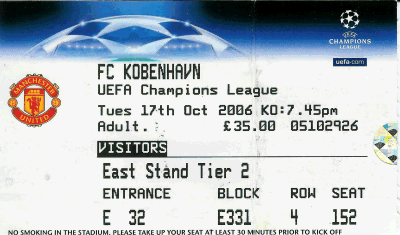 FC KOBENHAVN
UEFA Champions League
Tues 17th Oct 2006 KO:7.45pm
Adult. £35.00 05102926
VISITORS
East Stand Tier 2
ENTRANCE BLOCK ROW SEAT
E 32 E331 4 152
NO SMOKING IN THE STADIUM. PLEASE TAKE UP YOUR SEAT AT LEAST 30 MINUTES PRIOR TO KICK OFF
MANCHESTER
UNITED
UEFA
CHAMPIONS
LEAGUE
uefa.com